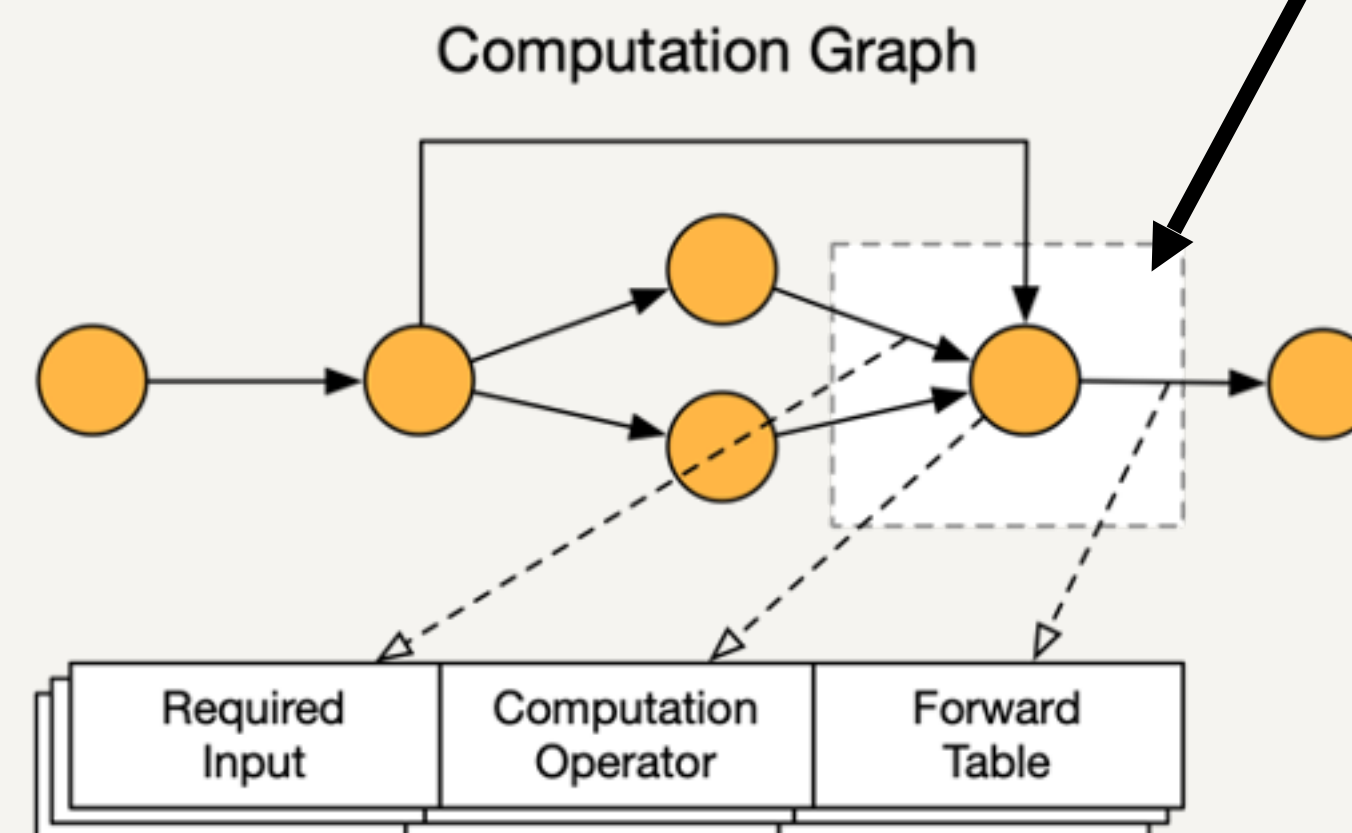 Computation Graph
Required
Input
Computation
Operator
Forward
Table